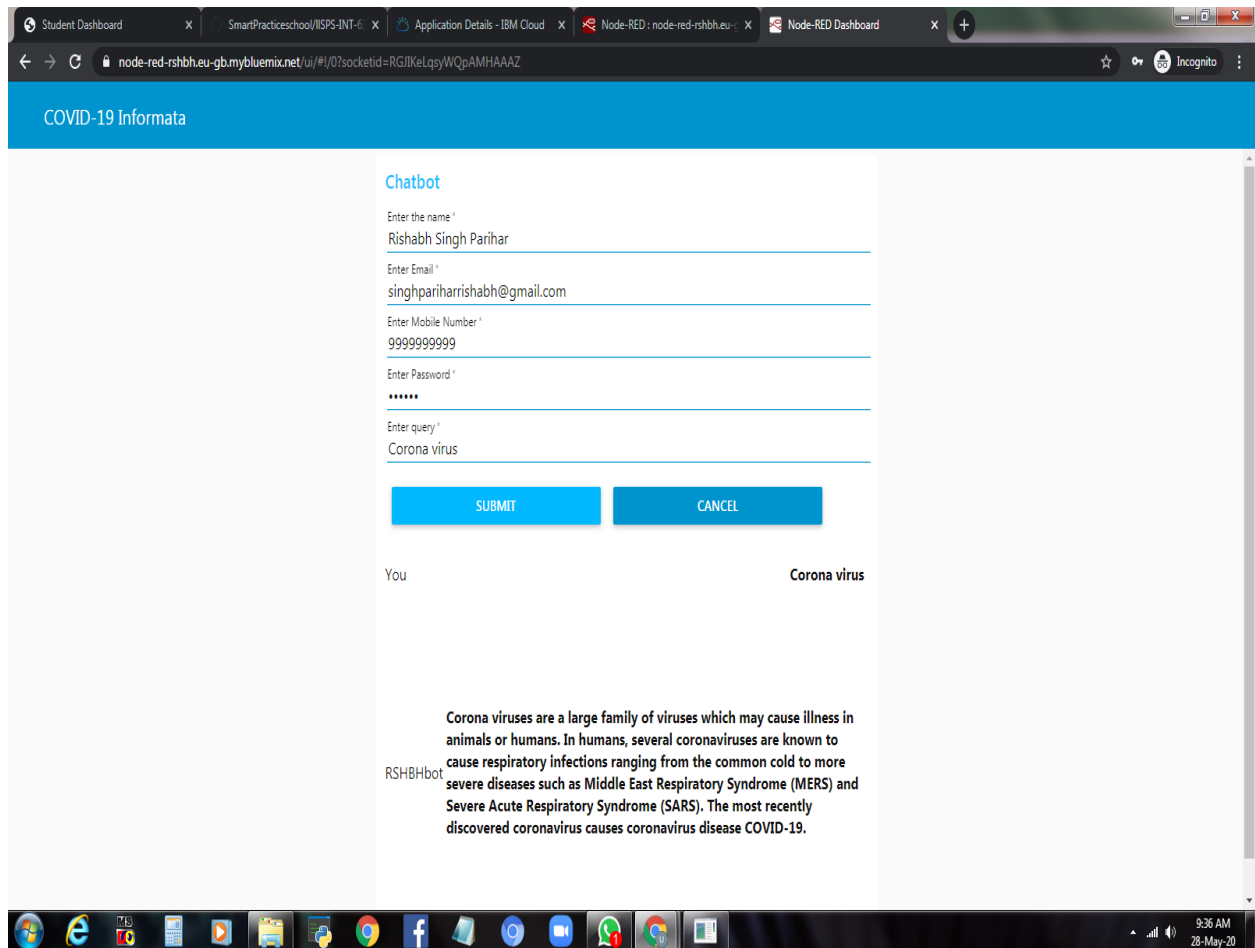 Student Dashboard
SmartPracticeschool/IISPS-INT-6
Application Details - IBM Cloud
Node-RED : node-red-rshbh.eu-g
Node-RED Dashboard
node-red-rshbh.eu-gb.mybluemix.net/ui/#!/0?socketid=RGJIKeLqsyWQpAMHAAAZ
Incognito
COVID-19 Informata
Chatbot
Enter the name *
Rishabh Singh Parihar
Enter Email *
singhpariharrishabh@gmail.com
Enter Mobile Number *
9999999999
Enter Password *
••••••
Enter query *
Corona virus
SUBMIT CANCEL
You Corona virus
Corona viruses are a large family of viruses which may cause illness in
animals or humans. In humans, several coronaviruses are known to
cause respiratory infections ranging from the common cold to more
RSHBHbot
severe diseases such as Middle East Respiratory Syndrome (MERS) and
Severe Acute Respiratory Syndrome (SARS). The most recently
discovered coronavirus causes coronavirus disease COVID-19.
MS
9:36 AM
28-May-20